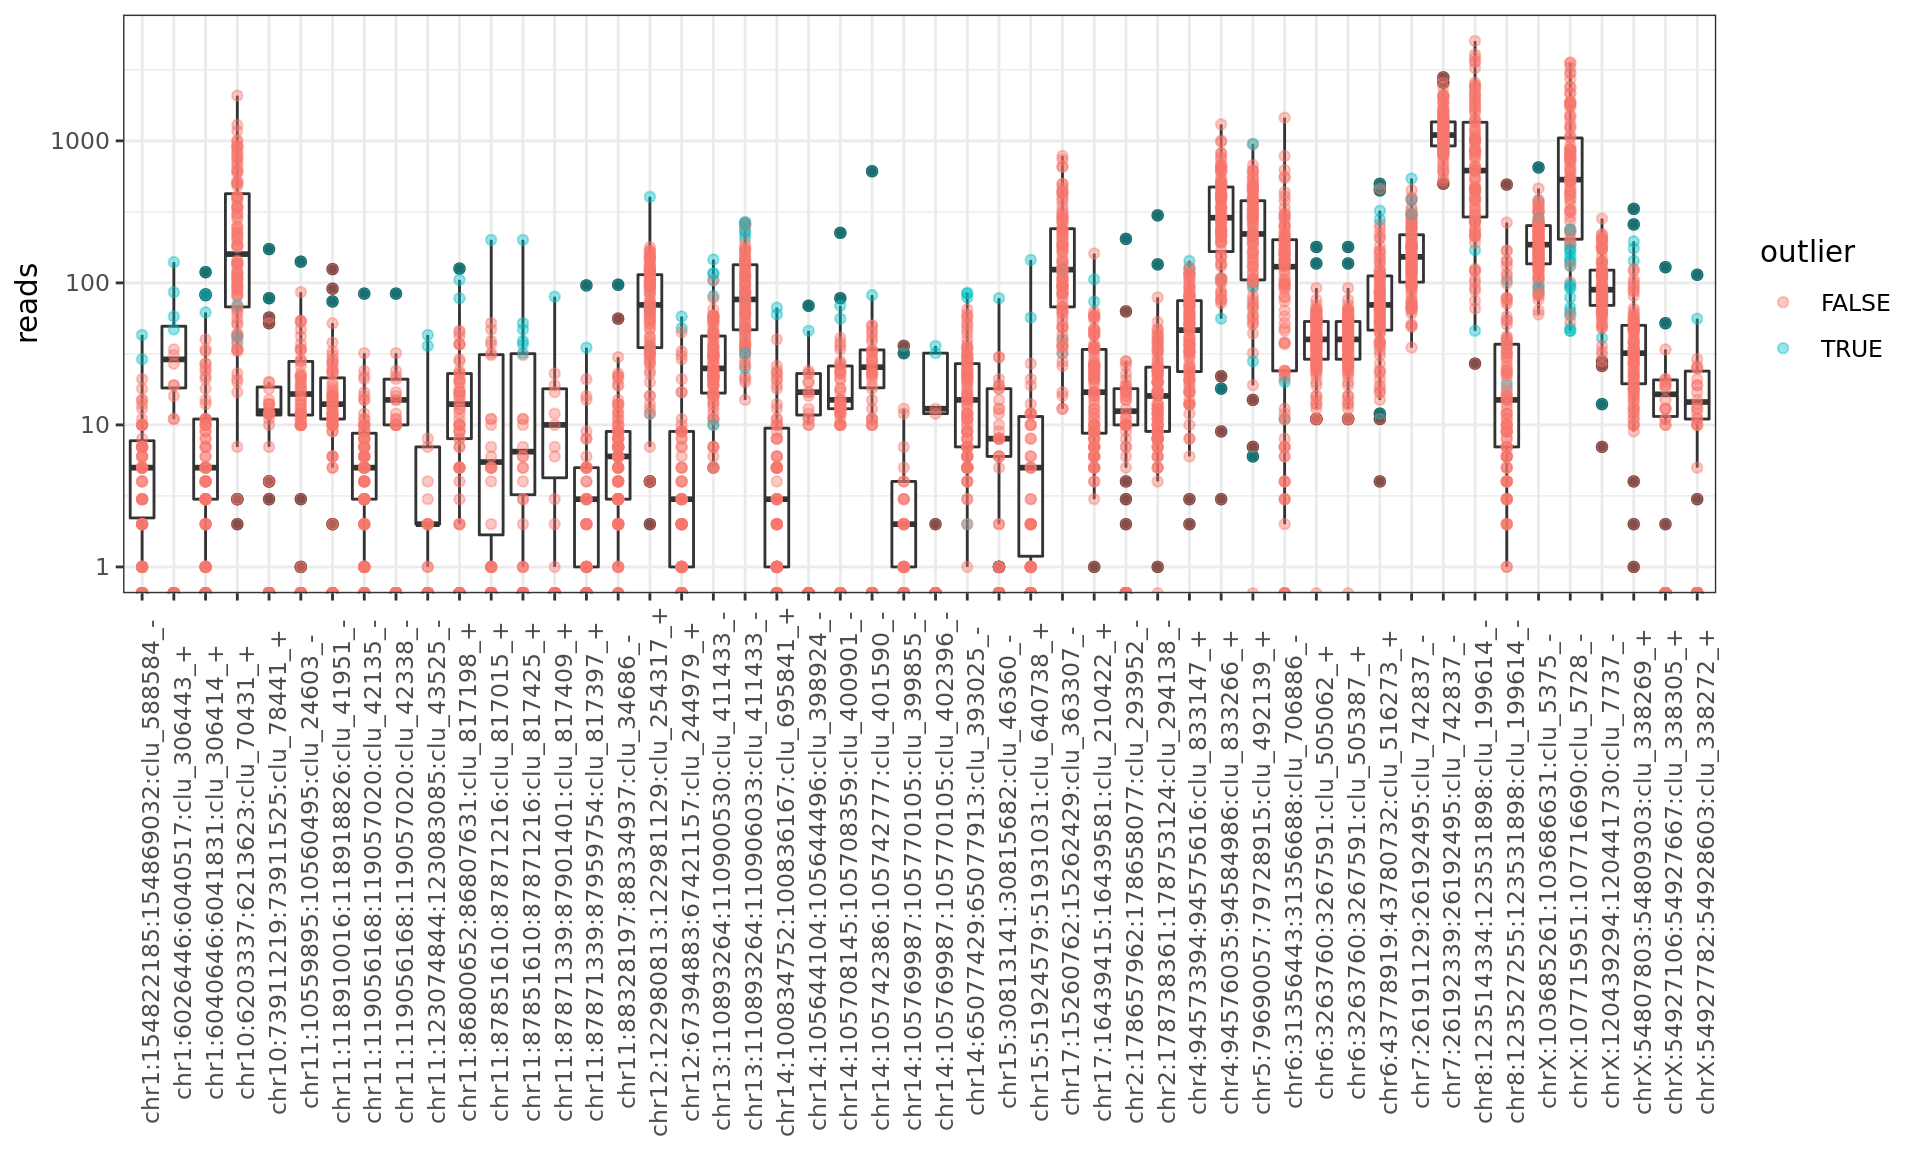 reads
1000
100
10
1
outlier
FALSE
TRUE
chr1:154822185:154869032:clu_588584_-
chr1:6026446:6040517:clu_306443_+
chr1:6040646:6041831:clu_306414_+
chr10:6203337:6213623:clu_70431_+
chr10:73911219:73911525:clu_78441_+
chr11:10559895:10560495:clu_24603_-
chr11:118910016:118918826:clu_41951_-
chr11:119056168:119057020:clu_42135_-
chr11:119056168:119057020:clu_42338_-
chr11:123074844:123083085:clu_43525_-
chr11:86800652:86807631:clu_817198_+
chr11:87851610:87871216:clu_817015_+
chr11:87851610:87871216:clu_817425_+
chr11:87871339:87901401:clu_817409_+
chr11:87871339:87959754:clu_817397_+
chr11:88328197:88334937:clu_34686_-
chr12:122980813:122981129:clu_254317_+
chr12:67394883:67421157:clu_244979_+
chr13:110893264:110900530:clu_411433_-
chr13:110893264:110906033:clu_411433_-
chr14:100834752:100836167:clu_695841_+
chr14:105644104:105644496:clu_398924_-
chr14:105708145:105708359:clu_400901_-
chr14:105742386:105742777:clu_401590_-
chr14:105769987:105770105:clu_399855_-
chr14:105769987:105770105:clu_402396_-
chr14:65077429:65077913:clu_393025_-
chr15:30813141:30815682:clu_46360_-
chr15:51924579:51931031:clu_640738_+
chr17:15260762:15262429:clu_363307_-
chr17:16439415:16439581:clu_210422_+
chr2:178657962:178658077:clu_293952_-
chr2:178738361:178753124:clu_294138_-
chr4:94573394:94575616:clu_833147_+
chr4:94576035:94584986:clu_833266_+
chr5:79690057:79728915:clu_492139_+
chr6:31356443:31356688:clu_706886_-
chr6:3263760:3267591:clu_505062_+
chr6:3263760:3267591:clu_505387_+
chr6:43778919:43780732:clu_516273_+
chr7:26191129:26192495:clu_742837_-
chr7:26192339:26192495:clu_742837_-
chr8:123514334:123531898:clu_199614_-
chr8:123527255:123531898:clu_199614_-
chrX:103685261:103686631:clu_5375_-
chrX:107715951:107716690:clu_5728_-
chrX:120439294:120441730:clu_7737_-
chrX:54807803:54809303:clu_338269_+
chrX:54927106:54927667:clu_338305_+
chrX:54927782:54928603:clu_338272_+